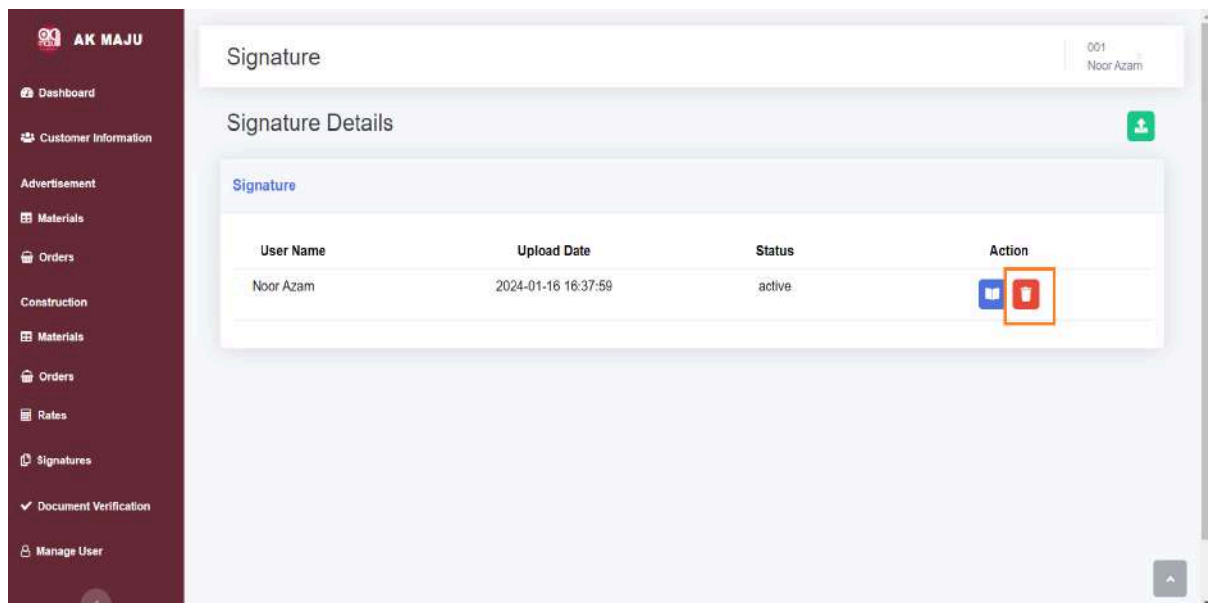 AK MAJU
Dashboard
Customer Information
Advertisement
Materials
Orders
Construction
Materials
Orders
Rates
Signatures
Document Verification
Manage User
Signature
001
Noor Azam
Signature Details
Signature
User Name Upload Date Status Action
Noor Azam 2024-01-16 16:37:59 active